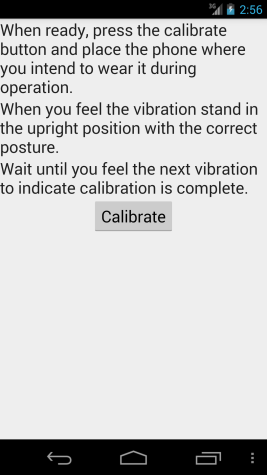 3G 2:56
When ready, press the calibrate
button and place the phone where
you intend to wear it during
operation.
When you feel the vibration stand in
the upright position with the correct
posture.
Wait until you feel the next vibration
to indicate calibration is complete.
Calibrate